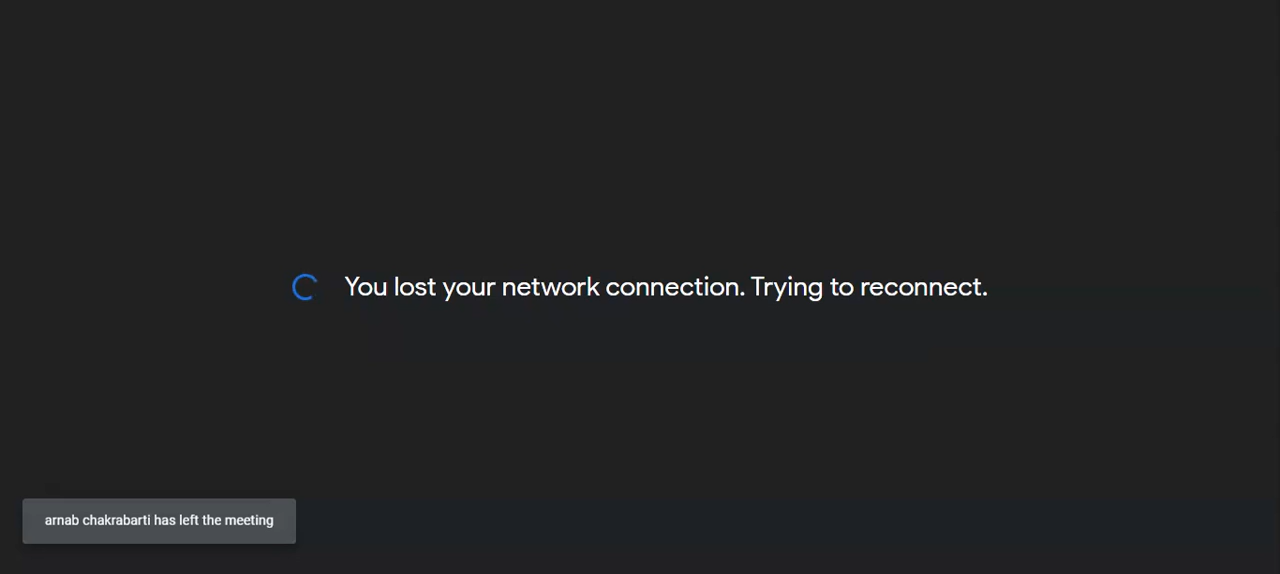 You lost your network connection. Trying to reconnect.
arnab chakrabarti has left the meeting